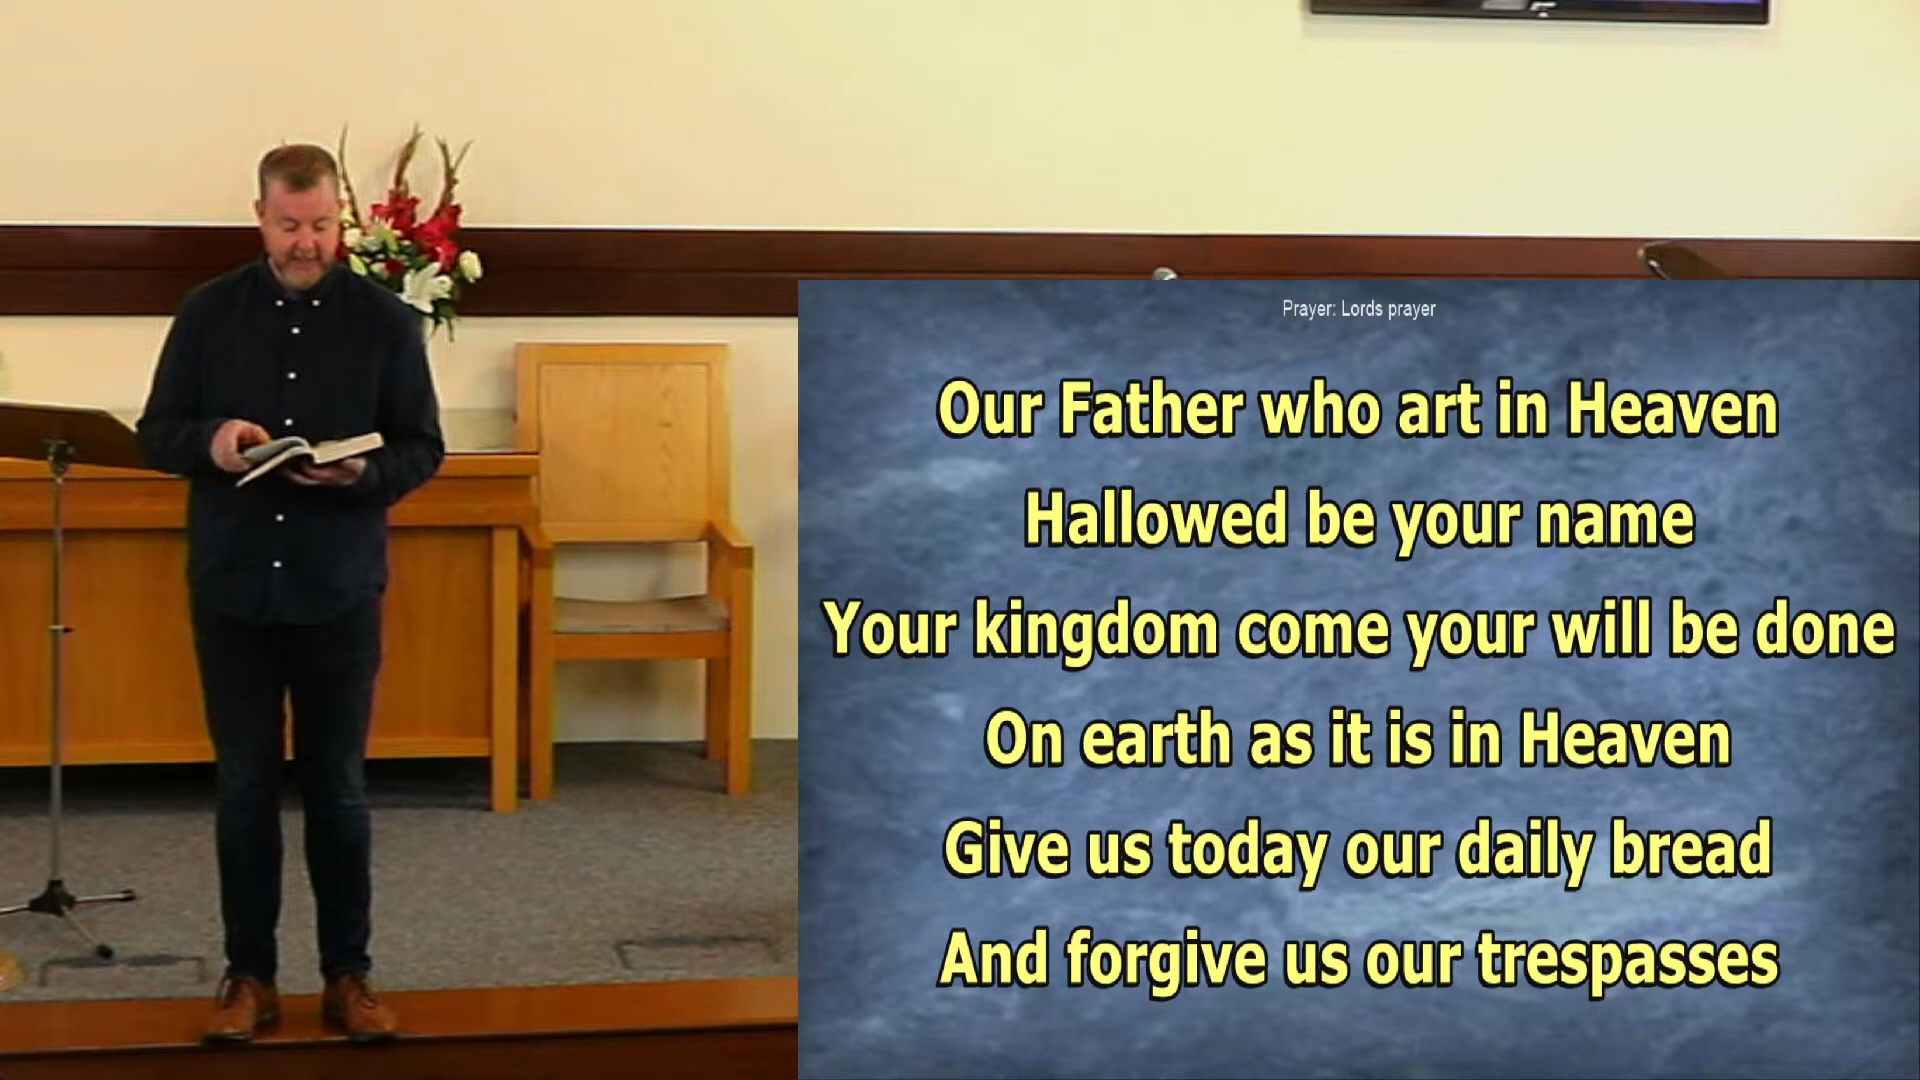 Prayer: Lords prayer
Our Father who art in Heaven
Hallowed be your name
Your kingdom come your will be done
On earth as it is in Heaven
Give us today our daily bread
And forgive us our trespasses